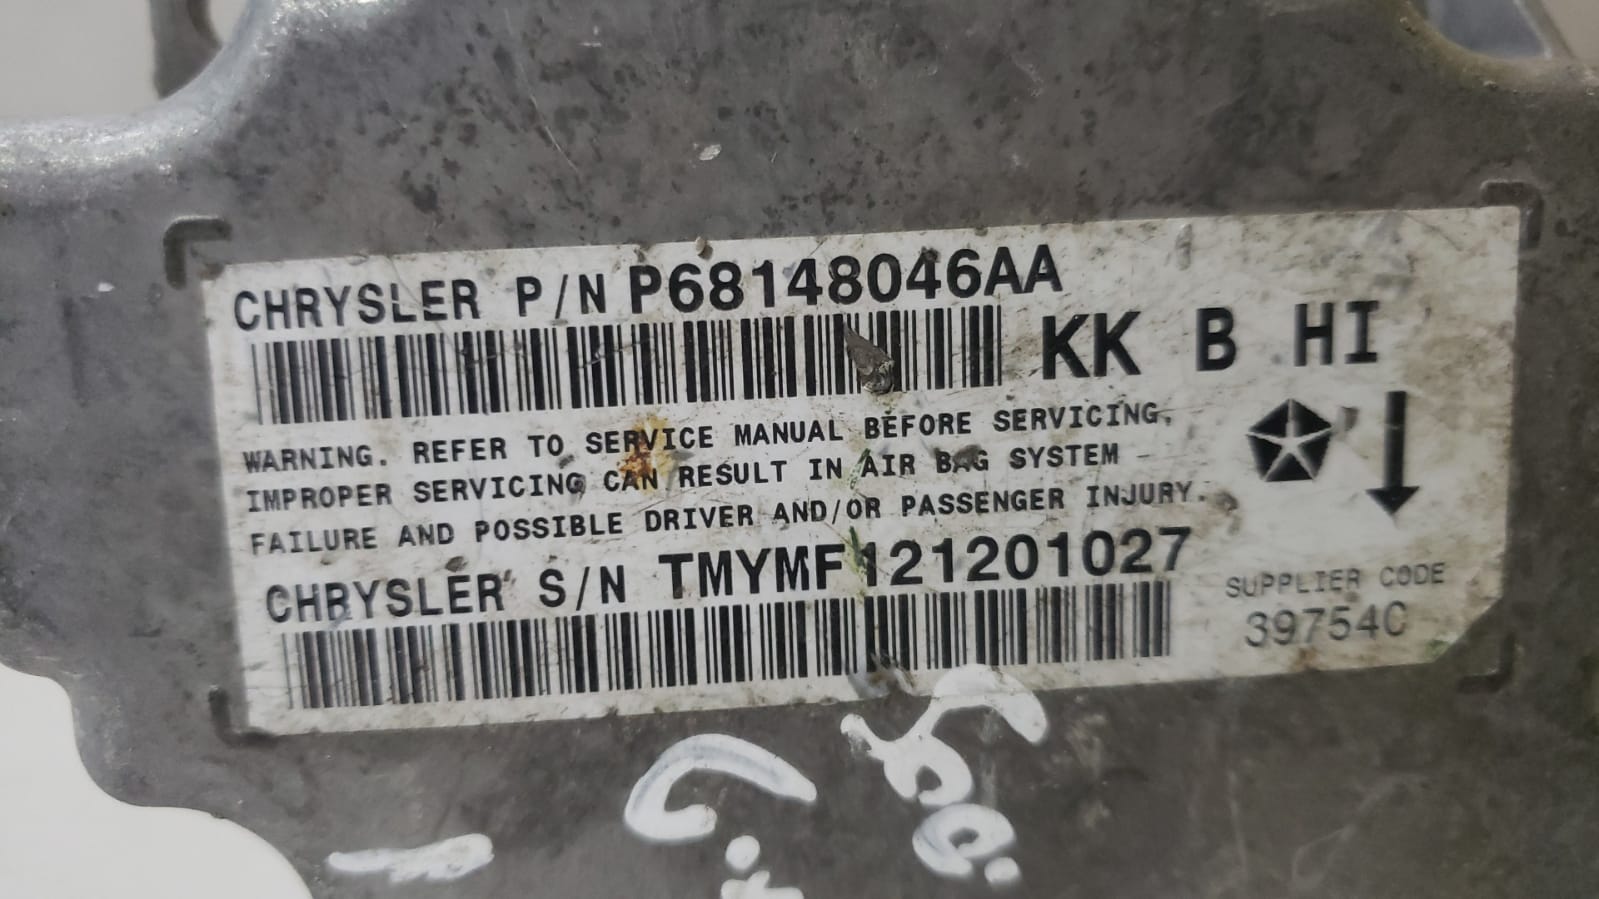 CHRYSLER P/N P68148046AA
KK B HI
WARNING. REFER TO SERVICE MANUAL BEFORE SERVICING,
IMPROPER SERVICING CAN RESULT IN AIR BAG SYSTEM
FAILURE AND POSSIBLE DRIVER AND/OR PASSENGER INJURY.
CHRYSLER S/N TMYMF121201027
SUPPLIER CODE
39754C